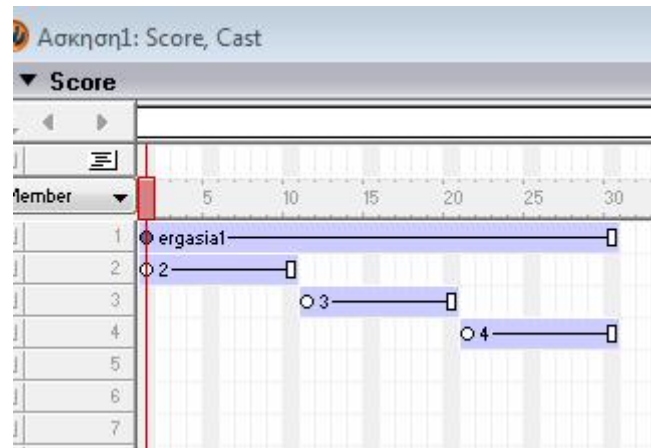 Ασκηση1: Score, Cast
Score
Member
5 10 15 20 25 30
1 ergasia1
2 2
3 3
4 4
5
6
7